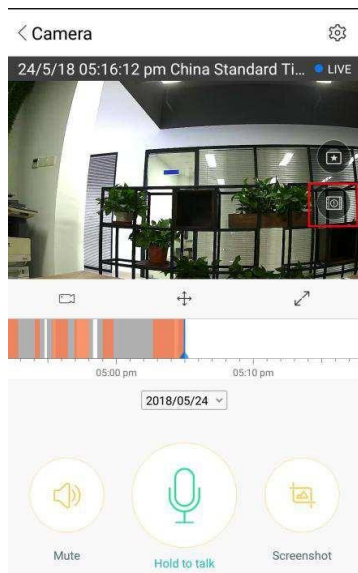 Camera
24/5/18 05:16:12 pm China Standard Ti... LIVE
05:00 pm 05:10 pm
2018/05/24
Mute Hold to talk Screenshot